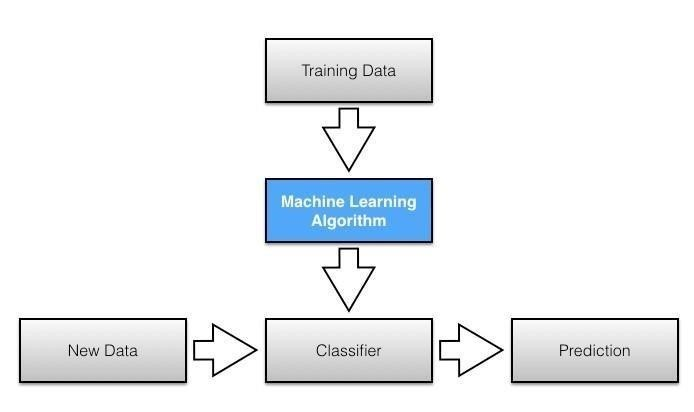 Training Data
Machine Learning
Algorithm
New Data
Classifier
Prediction